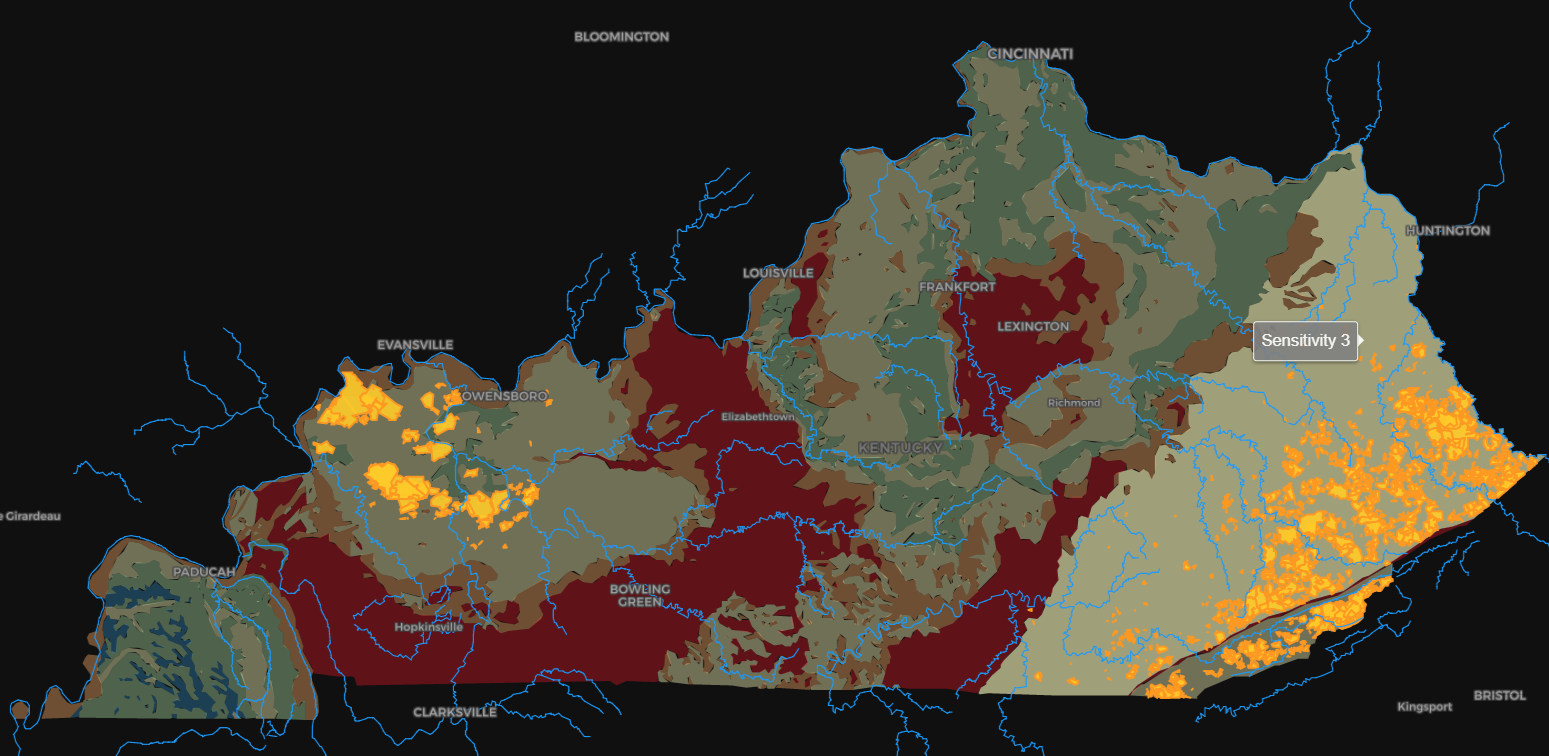 BLOOMINGTON
CINCINNATI
HUNTINGTON
LOUISVILLE
FRANKFORT
LEXINGTON
Sensitivity 3
EVANSVILLE
OWENSBORO
Richmond
Elizabethtown
KENTUCKY
e Girardeau
PADUCAH
BOWLING
GREEN
Hopkinsville
BRISTOL
Kingsport
CLARKSVILLE